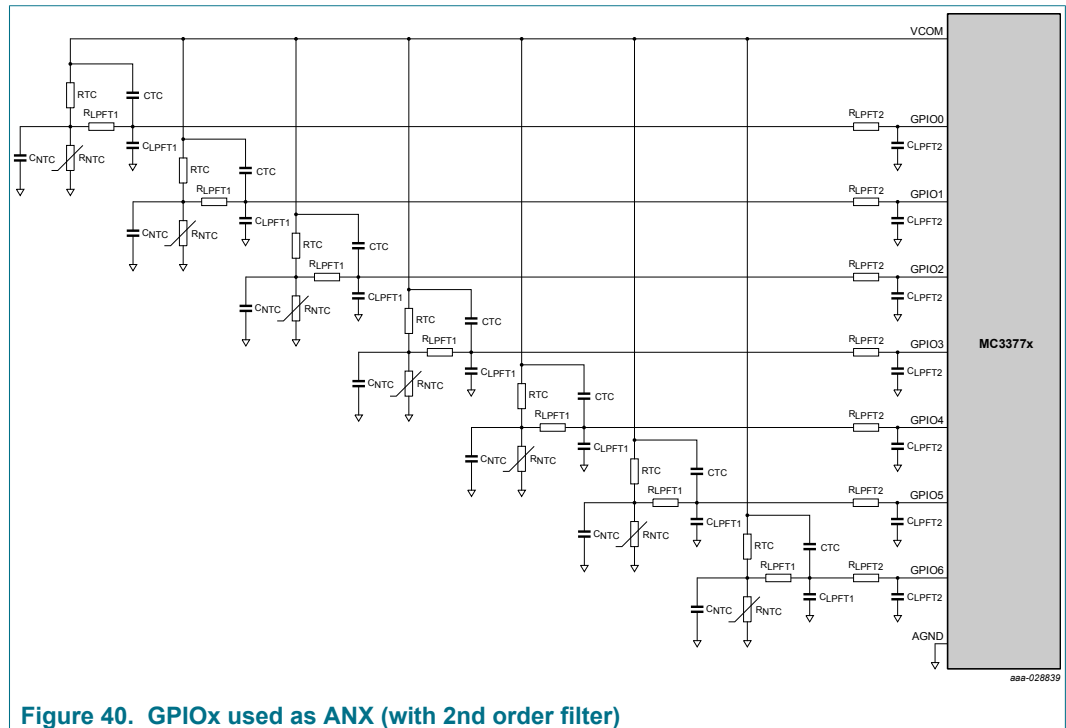 VCOM
RTC
CTC
RLPFT1
CNTC
RNTC
CLPFT1
RLPFT2
GPIO0
CLPFT2
RTC
CTC
RLPFT1
CNTC
RNTC
CLPFT1
RLPFT2
GPIO1
CLPFT2
RTC
CTC
RLPFT1
CNTC
RNTC
CLPFT1
RLPFT2
GPIO2
CLPFT2
RTC
CTC
RLPFT1
CNTC
RNTC
CLPFT1
RLPFT2
GPIO3
CLPFT2
MC3377x
RTC
CTC
RLPFT1
CNTC
RNTC
CLPFT1
RLPFT2
GPIO4
CLPFT2
RTC
CTC
RLPFT1
CNTC
RNTC
CLPFT1
RLPFT2
GPIO5
CLPFT2
RTC
CTC
RLPFT1
CNTC
RNTC
CLPFT1
RLPFT2
GPIO6
CLPFT2
AGND
aaa-028839
Figure 40. GPIOx used as ANX (with 2nd order filter)